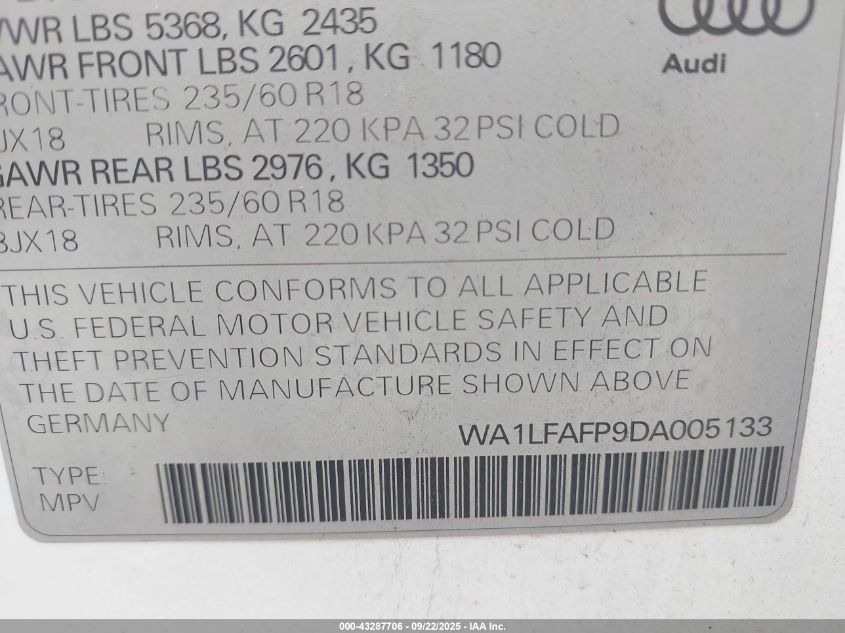 VWR LBS 5368, KG 2435
AWR FRONT LBS 2601, KG 1180
RONT-TIRES 235/60 R18
JX18 RIMS, AT 220 KPA 32 PSI COLD
GAWR REAR LBS 2976, KG 1350
REAR-TIRES 235/60 R18
8JX18 RIMS, AT 220 KPA 32 PSI COLD
Audi
THIS VEHICLE CONFORMS TO ALL APPLICABLE
U.S. FEDERAL MOTOR VEHICLE SAFETY AND
THEFT PREVENTION STANDARDS IN EFFECT ON
THE DATE OF MANUFACTURE SHOWN ABOVE
GERMANY
WA1LFAFP9DA005133
TYPE:
MPV
000-43287706 - 09/22/2025 - IAA Inc.